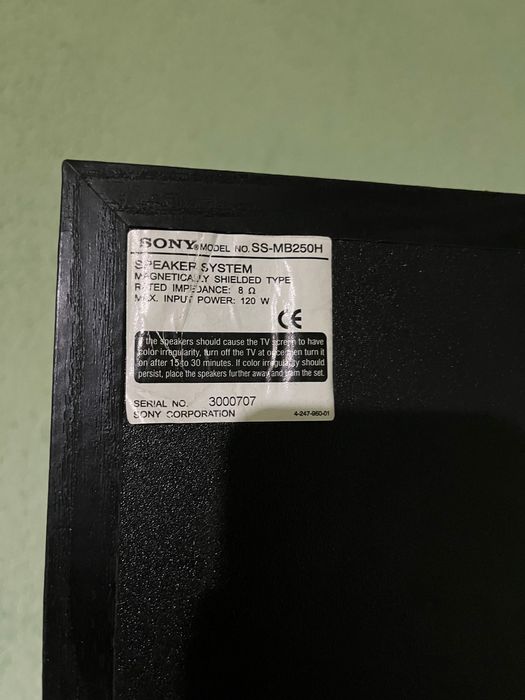 SONY® MODEL NO. SS-MB250H
SPEAKER SYSTEM
MAGNETICALLY SHIELDED TYPE
RATED IMPEDANCE: 8 Ω
MAX. INPUT POWER: 120 W
CE
If the speakers should cause the TV screen to have
color irregularity, turn off the TV at once then turn it
on after 15 to 30 minutes. If color irregularity should
persist, place the speakers further away and from the set.
SERIAL NO. 3000707
SONY CORPORATION 4-247-960-01